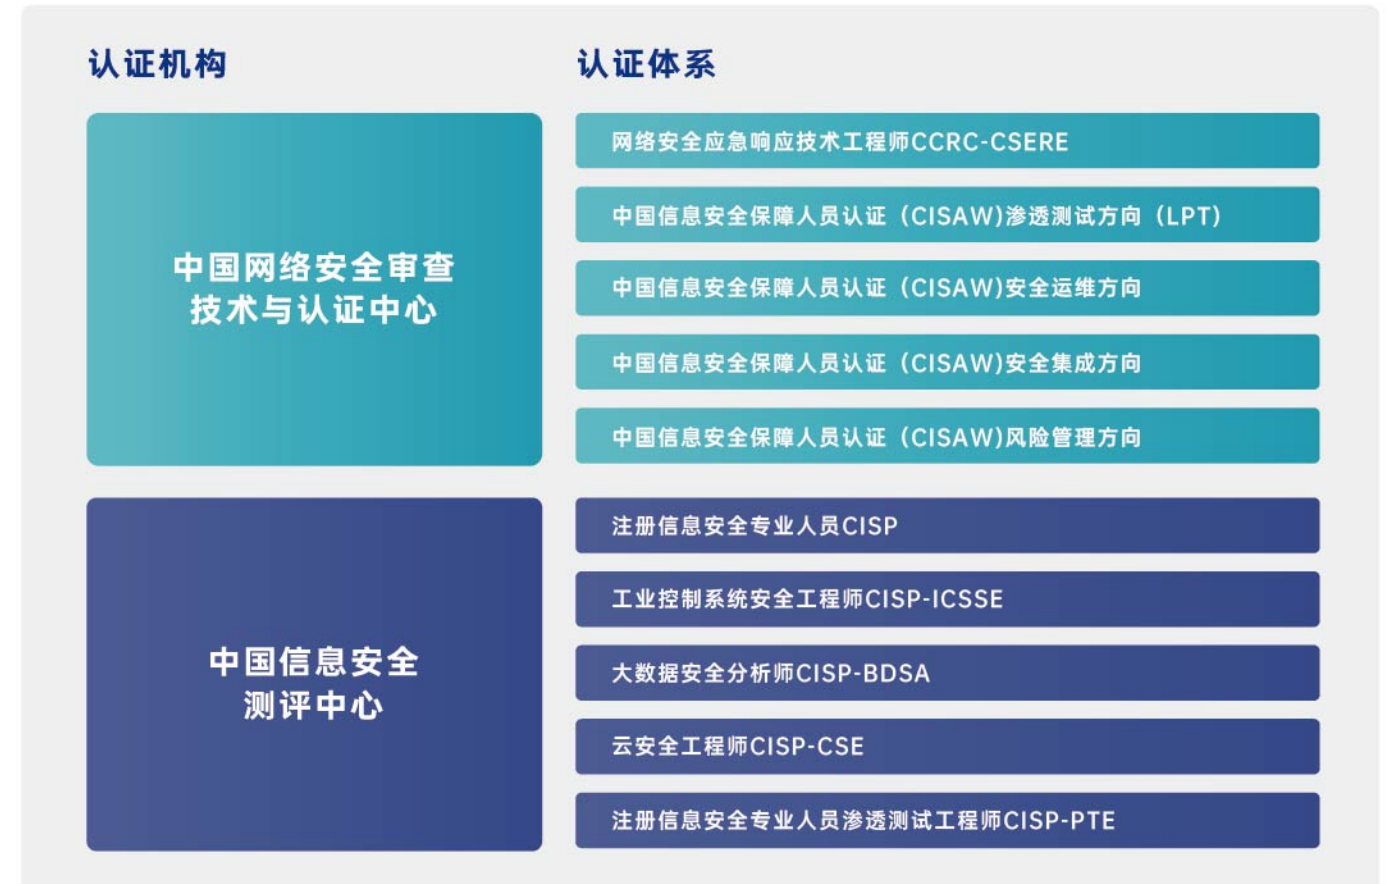 认证机构
认证体系
中国网络安全审查
技术与认证中心
网络安全应急响应技术工程师CCRC-CSERE
中国信息安全保障人员认证（CISAW)渗透测试方向（LPT)
中国信息安全保障人员认证（CISAW)安全运维方向
中国信息安全保障人员认证（CISAW)安全集成方向
中国信息安全保障人员认证（CISAW)风险管理方向
中国信息安全
测评中心
注册信息安全专业人员CISP
工业控制系统安全工程师CISP-ICSSE
大数据安全分析师CISP-BDSA
云安全工程师CISP-CSE
注册信息安全专业人员渗透测试工程师CISP-PTE